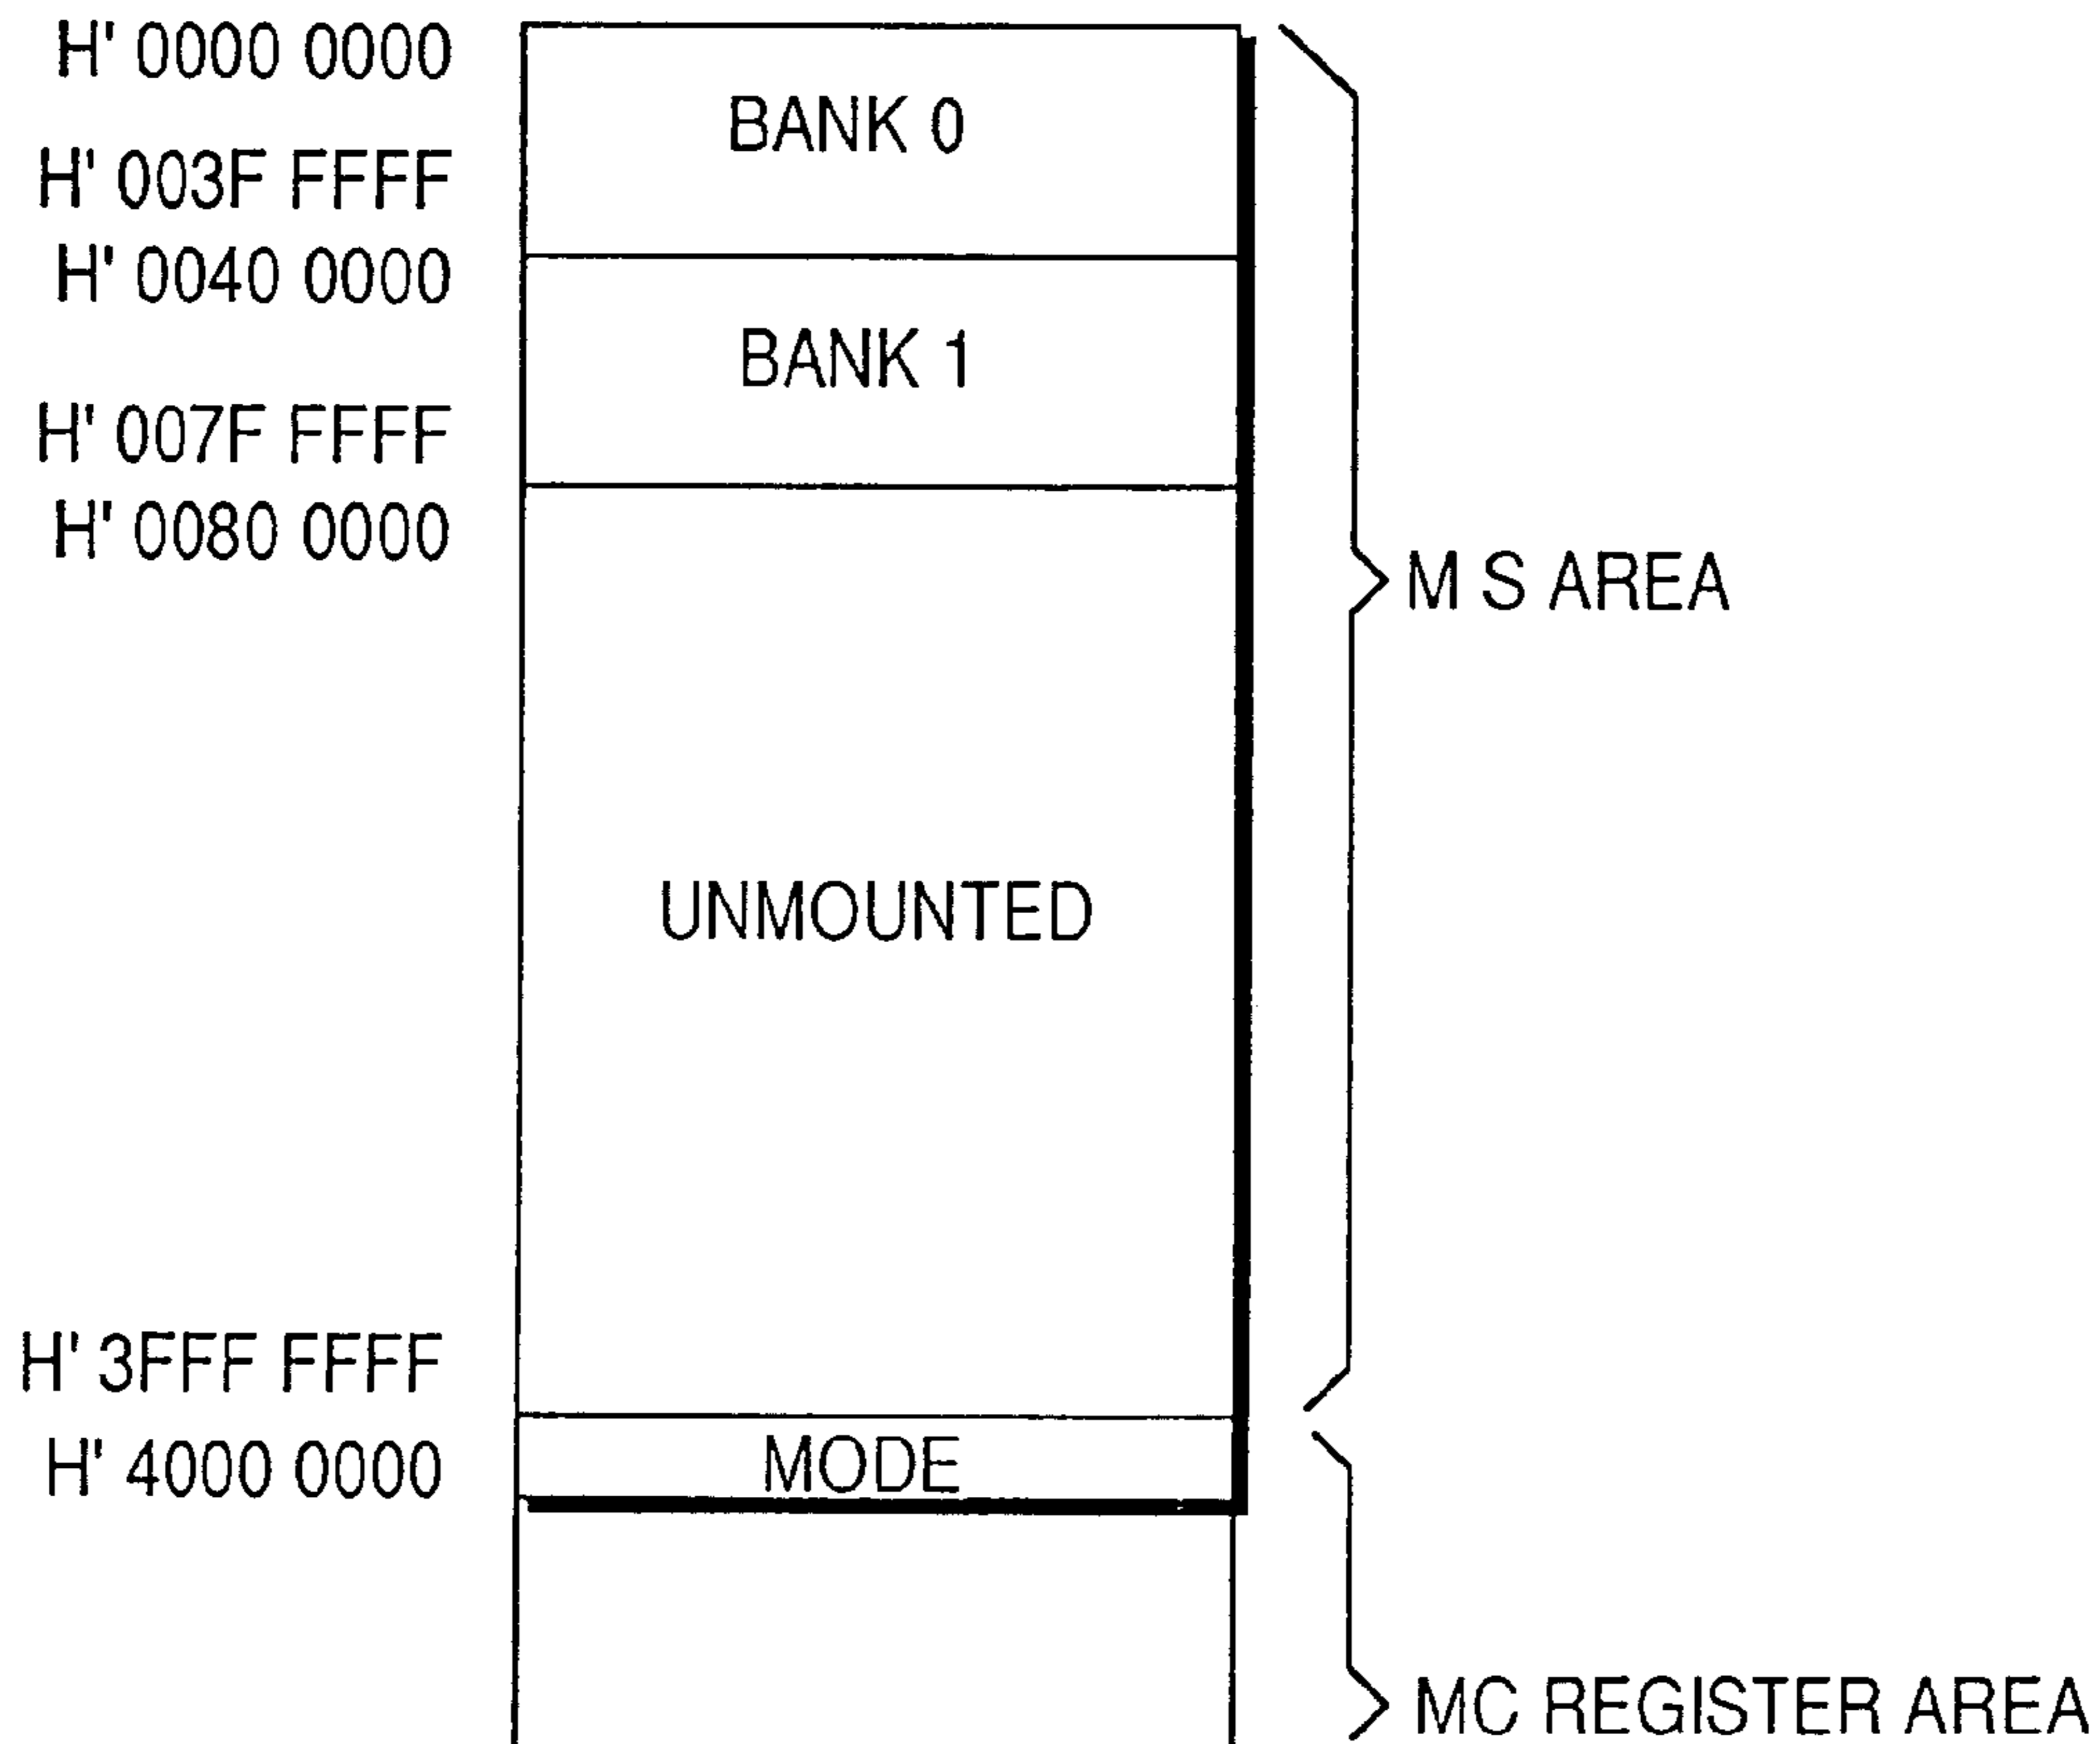 H' 0000 0000
BANK 0
H' 003F FFFF
H' 0040 0000
BANK 1
H' 007F FFFF
H' 0080 0000
M S AREA
UNMOUNTED
H' 3FFF FFFF
H' 4000 0000
MODE
MC REGISTER AREA